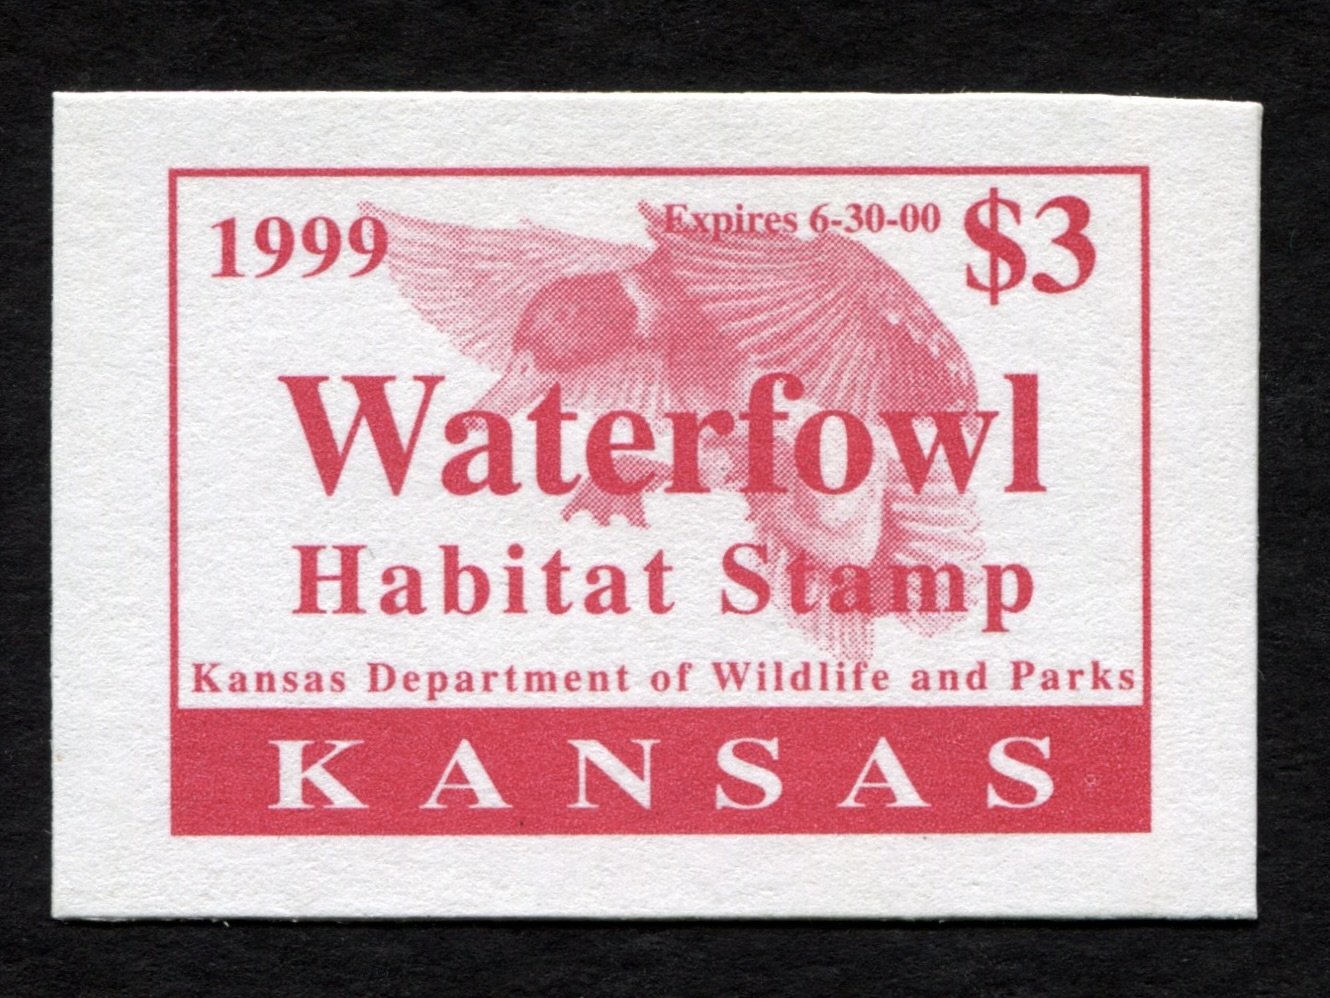 1999 Expires 6-30-00 $3
Waterfowl
Habitat Stamp
Kansas Department of Wildlife and Parks
KANSAS